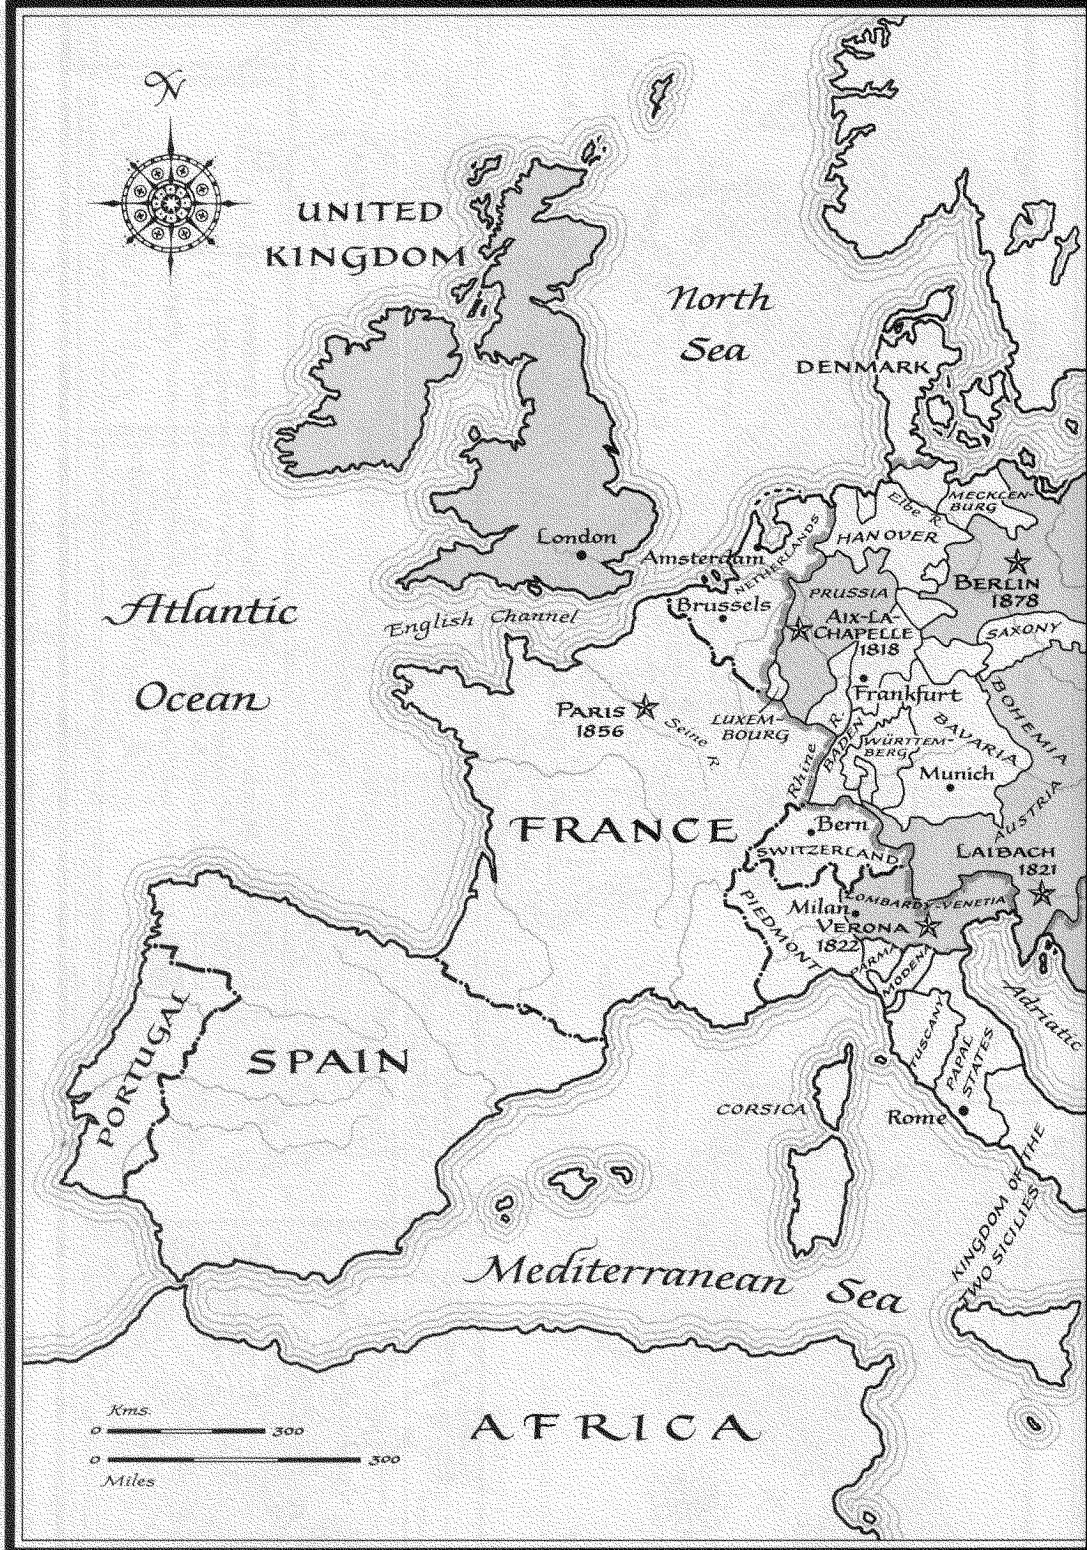 N
UNITED
KINGDOM
North
Sea
DENMARK
Elbe R.
MECKLEN-
BURG
HANOVER
London
Amsterdam
NETHERLANDS
BERLIN
1878
PRUSSIA
Brussels
AIX-LA-
CHAPELLE
1818
SAXONY
English Channel
Atlantic
Ocean
Frankfurt
BOHEMIA
PARIS
1856
Seine R
LUXEM-
BOURG
Rhine R.
BADEN
WÜRTTEM-
BERG
BAVARIA
Munich
AUSTRIA
FRANCE
Bern
SWITZERLAND
LAIBACH
1821
LOMBARDY-VENETIA
Milan
VERONA
1822
PIEDMONT
PARMA
MODENA
Adriatic
PORTUGAL
SPAIN
TUSCANY
PAPAL
STATES
CORSICA
Rome
KINGDOM OF THE
TWO SICILIES
Mediterranean Sea
AFRICA
Kms.
0 300
0 300
Miles